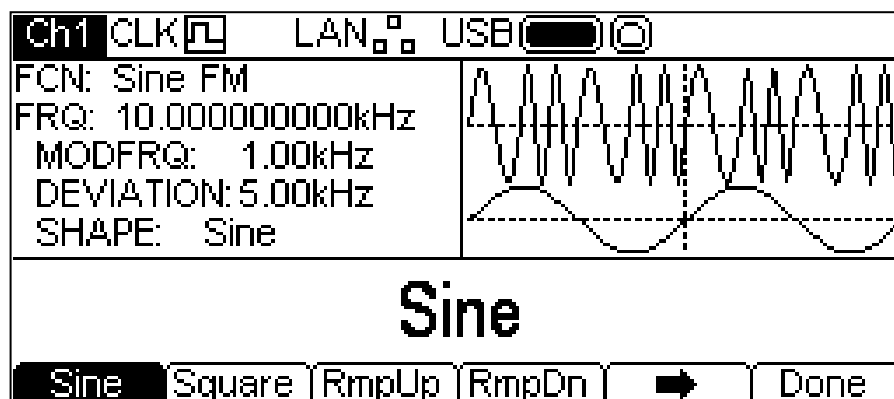 Ch1 CLK LAN USB
FCN: Sine FM
FRQ: 10.000000000kHz
MODFRQ: 1.00kHz
DEVIATION: 5.00kHz
SHAPE: Sine
Sine
Sine Square RmpUp RmpDn Done